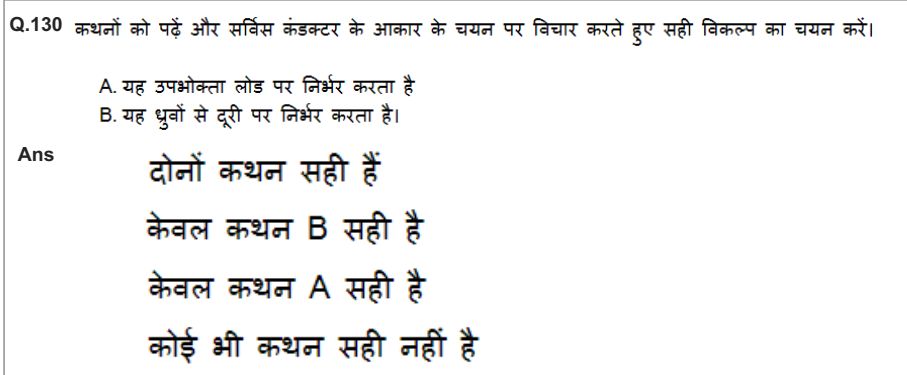 Q.130 कथनों को पढ़ें और सर्विस कंडक्टर के आकार के चयन पर विचार करते हुए सही विकल्प का चयन करें।
A. यह उपभोक्ता लोड पर निर्भर करता है
B. यह ध्रुवों से दूरी पर निर्भर करता है।
Ans
दोनों कथन सही हैं
केवल कथन B सही है
केवल कथन A सही है
कोई भी कथन सही नहीं है